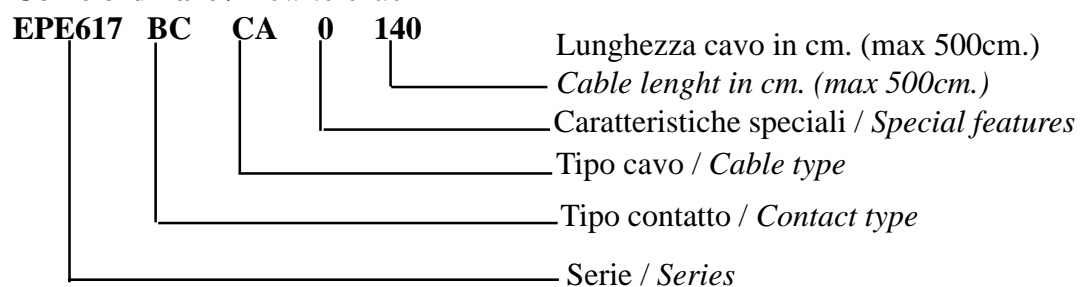 EPE617 BC CA 0 140
Lunghezza cavo in cm. (max 500cm.)
Cable lenght in cm. (max 500cm.)
Caratteristiche speciali / Special features
Tipo cavo / Cable type
Tipo contatto / Contact type
Serie / Series